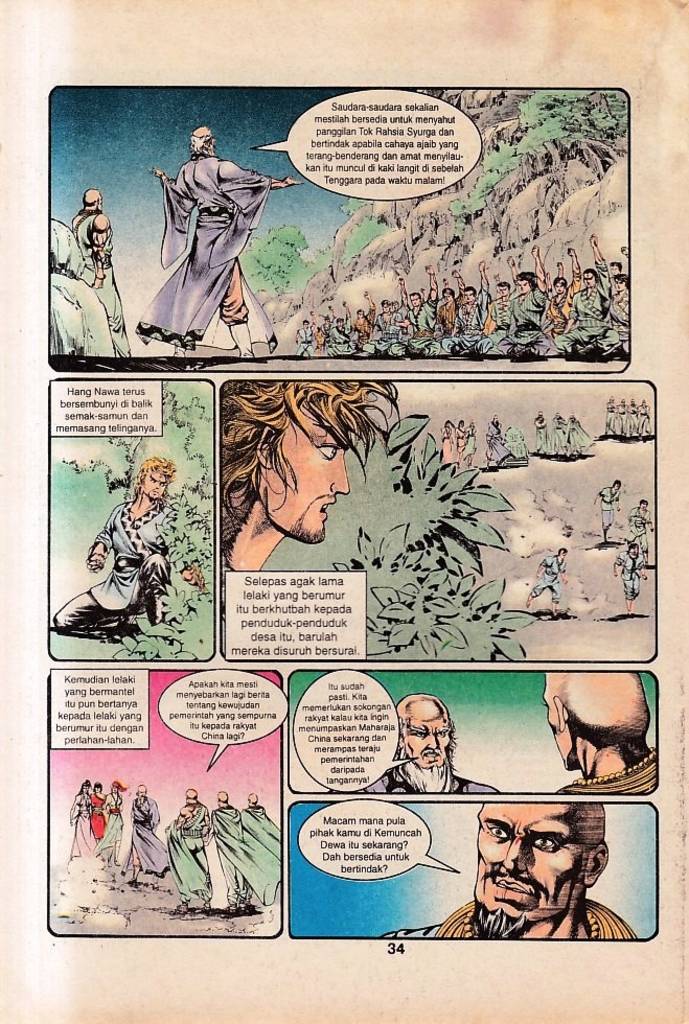 Saudara-saudara sekalian
mestilah bersedia untuk menyahut
panggilan Tok Rahsia Syurga dan
bertindak apabila cahaya ajaib yang
terang-benderang dan amat menyilau-
kan itu muncul di kaki langit di sebelah
Tenggara pada waktu malam!
Hang Nawa terus
bersembunyi di balik
semak-samun dan
memasang telinganya.
Selepas agak lama
lelaki yang berumur
itu berkhutbah kepada
penduduk-penduduk
desa itu, barulah
mereka disuruh bersurai.
Kemudian lelaki
yang bermantel
itu pun bertanya
kepada lelaki yang
berumur itu dengan
perlahan-lahan.
Apakah kita mesti
menyebarkan lagi berita
tentang kewujudan
pemerintah yang sempurna
itu kepada rakyat
China lagi?
Itu sudah
pasti. Kita
memerlukan sokongan
rakyat kalau kita ingin
menumpaskan Maharaja
China sekarang dan
merampas teraju
pemerintahan
daripada
tangannya!
Macam mana pula
pihak kamu di Kemuncah
Dewa itu sekarang?
Dah bersedia untuk
bertindak?
34